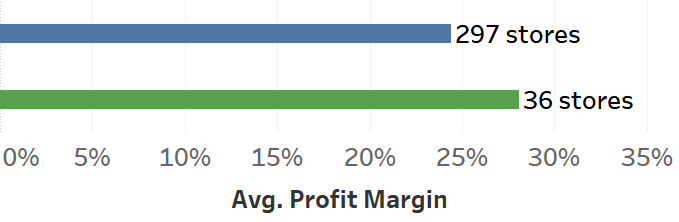 297 stores
36 stores
0% 5% 10% 15% 20% 25% 30% 35%
Avg. Profit Margin